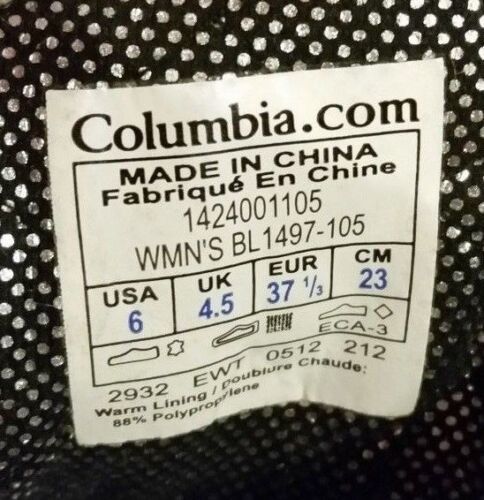 Columbia.com
MADE IN CHINA
Fabriqué En Chine
1424001105
WMN'S BL1497-105
USA UK EUR CM
6 4.5 37 1/3 23
ECA-3
2932 EWT 0512 212
Warm Lining / Doublure Chaude:
88% Polypropylene